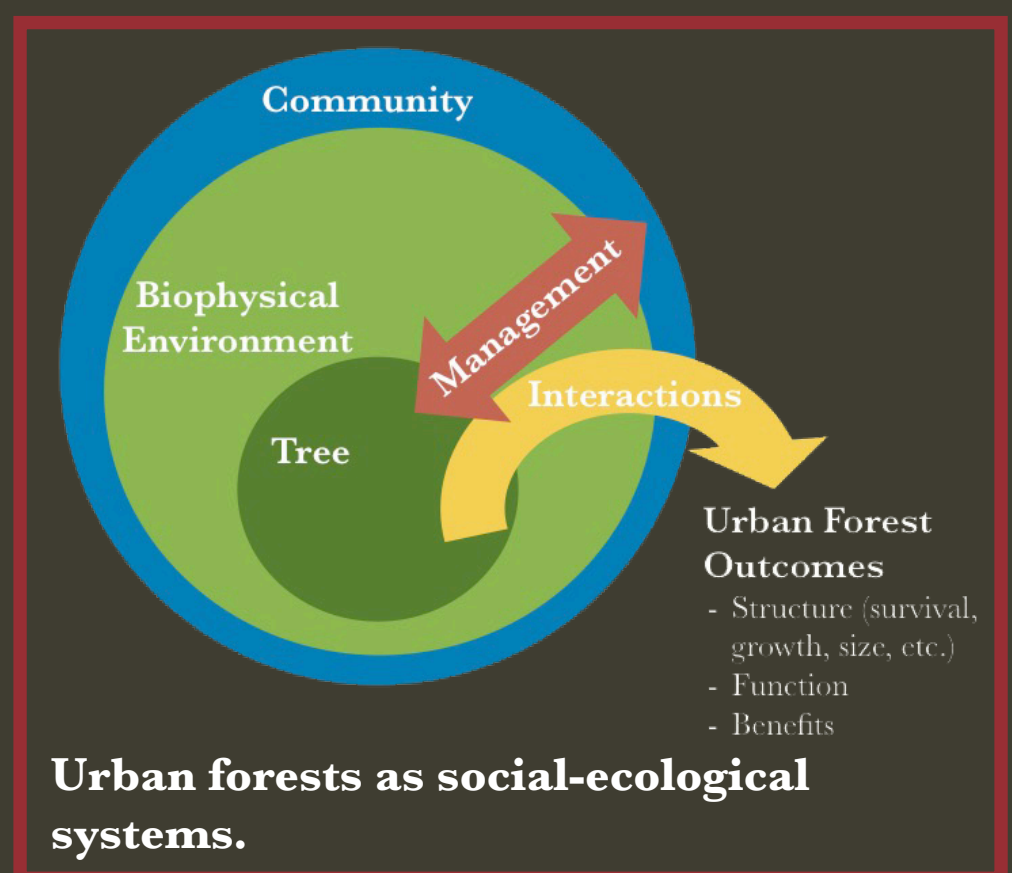 Community
Biophysical
Environment
Management
Interactions
Tree
Urban Forest
Outcomes
- Structure (survival,
growth, size, etc.)
- Function
- Benefits
Urban forests as social-ecological
systems.